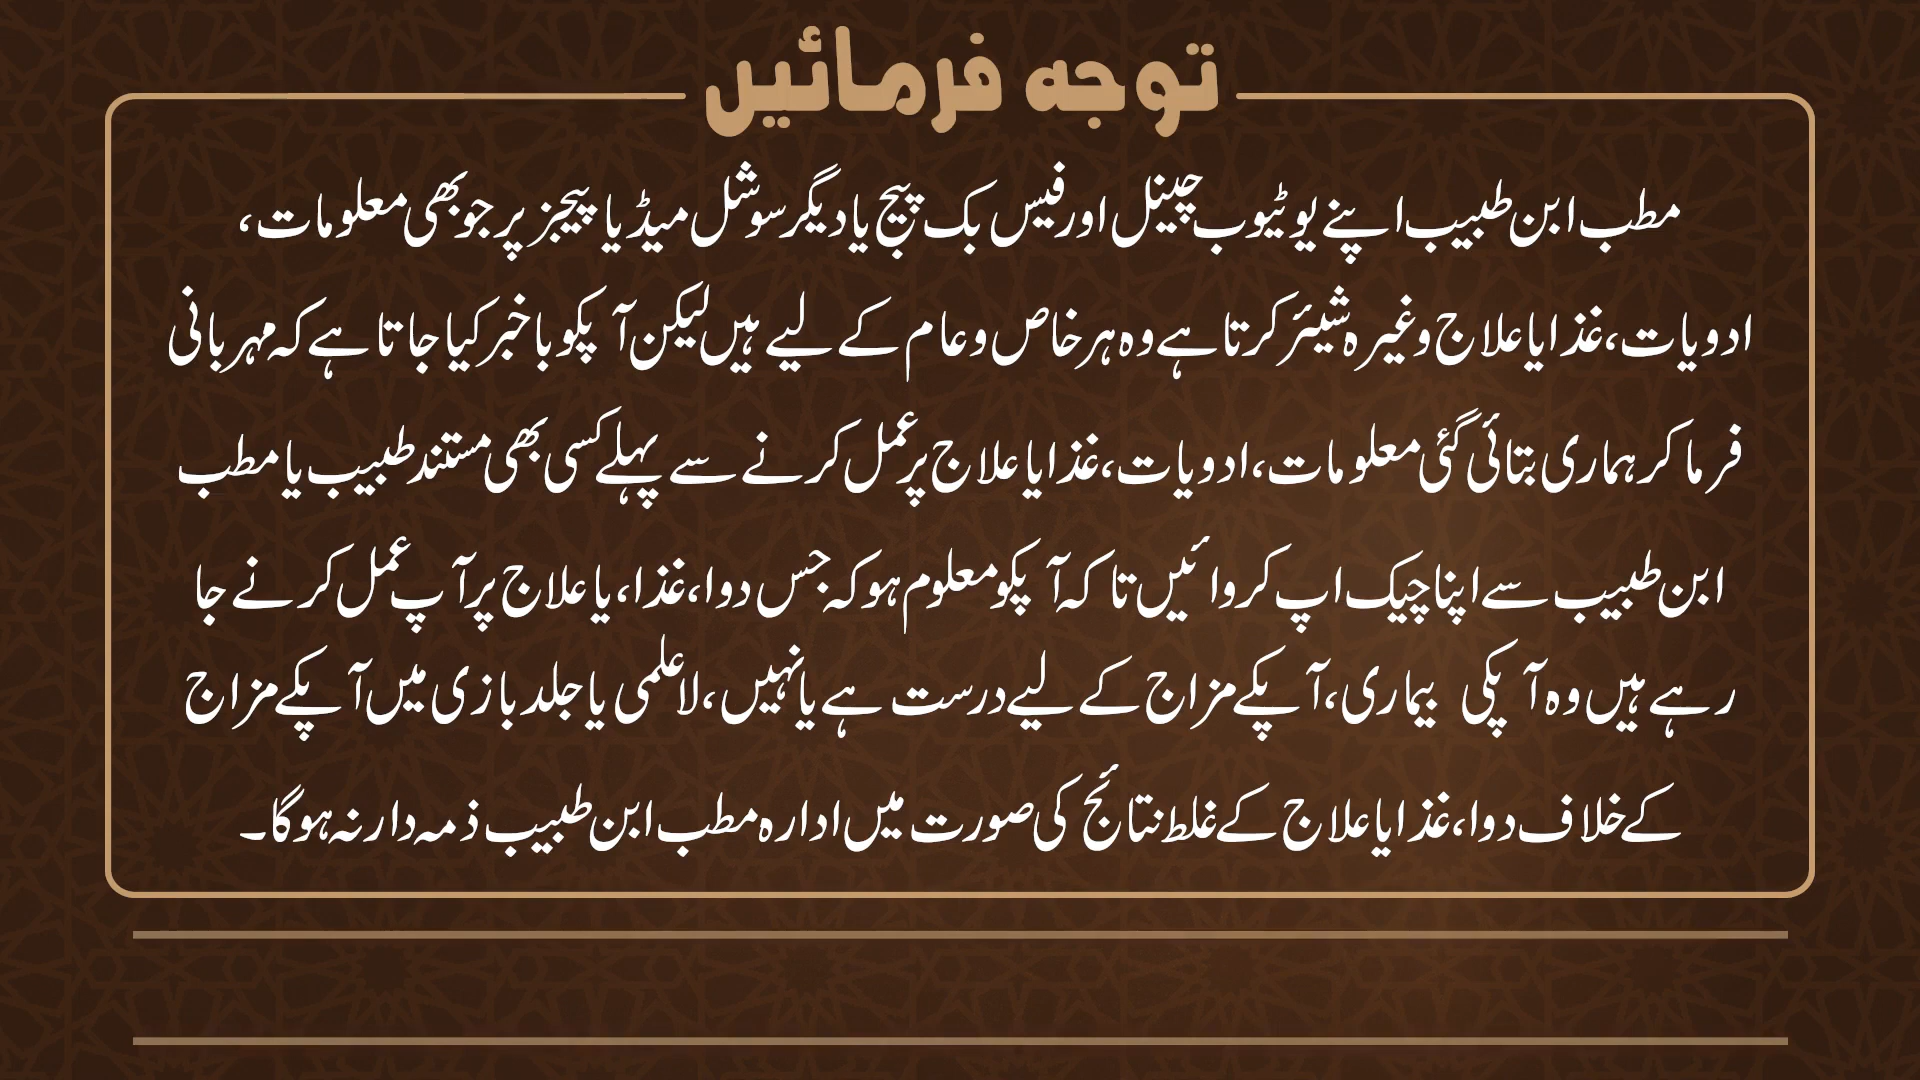 توجه فرمائیں
مطب ابن طبیب اپنے یوٹیوب چینل اور فیس بک پیج یا دیگر سوشل میڈیا پیجز پر جو بھی معلومات،
ادویات، غذا یا علاج وغیرہ شیئر کرتا ہے وہ ہر خاص و عام کے لیے ہیں لیکن آپکو باخبر کیا جاتا ہے کہ مہربانی
فرما کر ہماری بتائی گئی معلومات، ادویات، غذا یا علاج پر عمل کرنے سے پہلے کسی بھی مستند طبیب یا مطب
ابن طبیب سے اپنا چیک اپ کروائیں تاکہ آپکو معلوم ہو کہ جس دوا، غذا، یا علاج پر آپ عمل کرنے جا
رہے ہیں وہ آپکی بیماری، آپکے مزاج کے لیے درست ہے یا نہیں، لاعلمی یا جلد بازی میں آپکے مزاج
کے خلاف دوا، غذا یا علاج کے غلط نتائج کی صورت میں ادارہ مطب ابن طبیب ذمہ دار نہ ہوگا۔